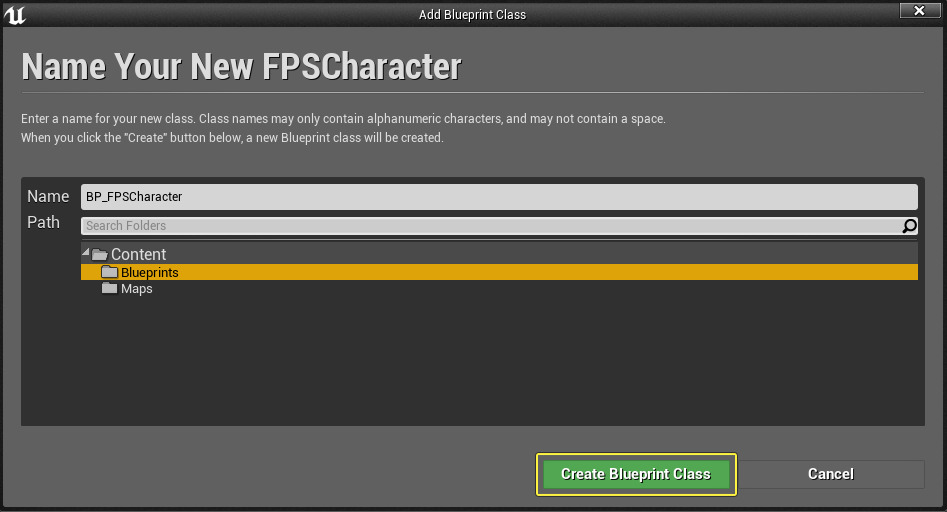 Add Blueprint Class
Name Your New FPSCharacter
Enter a name for your new class. Class names may only contain alphanumeric characters, and may not contain a space.
When you click the "Create" button below, a new Blueprint class will be created.
Name BP_FPSCharacter
Path Search Folders
Content
Blueprints
Maps
Create Blueprint Class Cancel